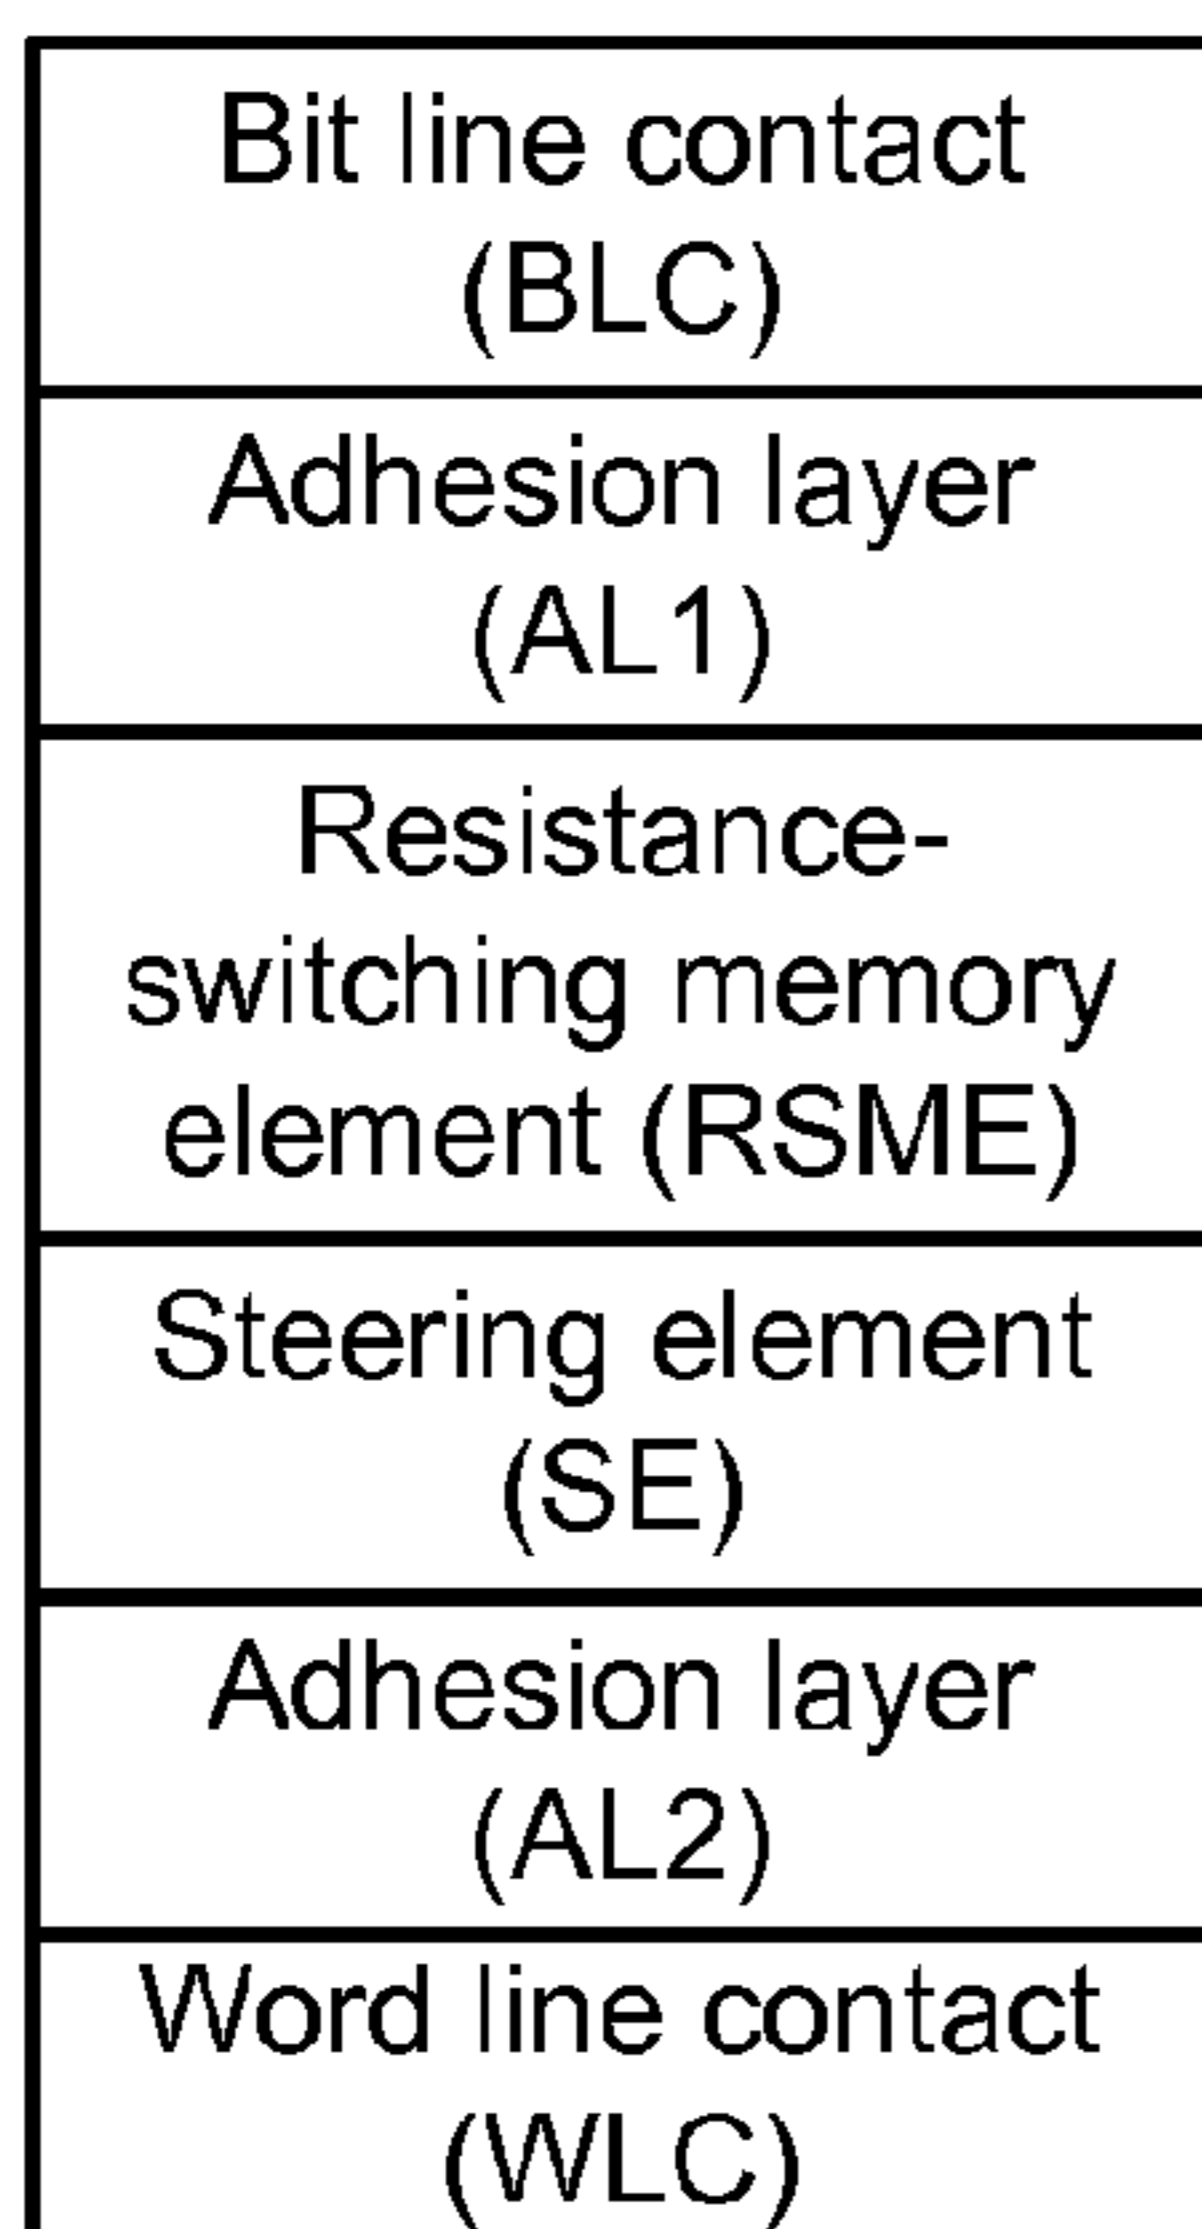 Bit line contact
(BLC)
Adhesion layer
(AL1)
Resistance-
switching memory
element (RSME)
Steering element
(SE)
Adhesion layer
(AL2)
Word line contact
(WLC)